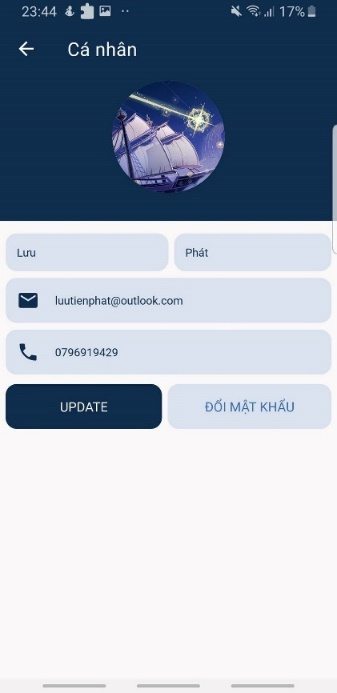 23:44
17%
Cá nhân
Lưu
Phát
luutienphat@outlook.com
0796919429
UPDATE
ĐỔI MẬT KHẨU